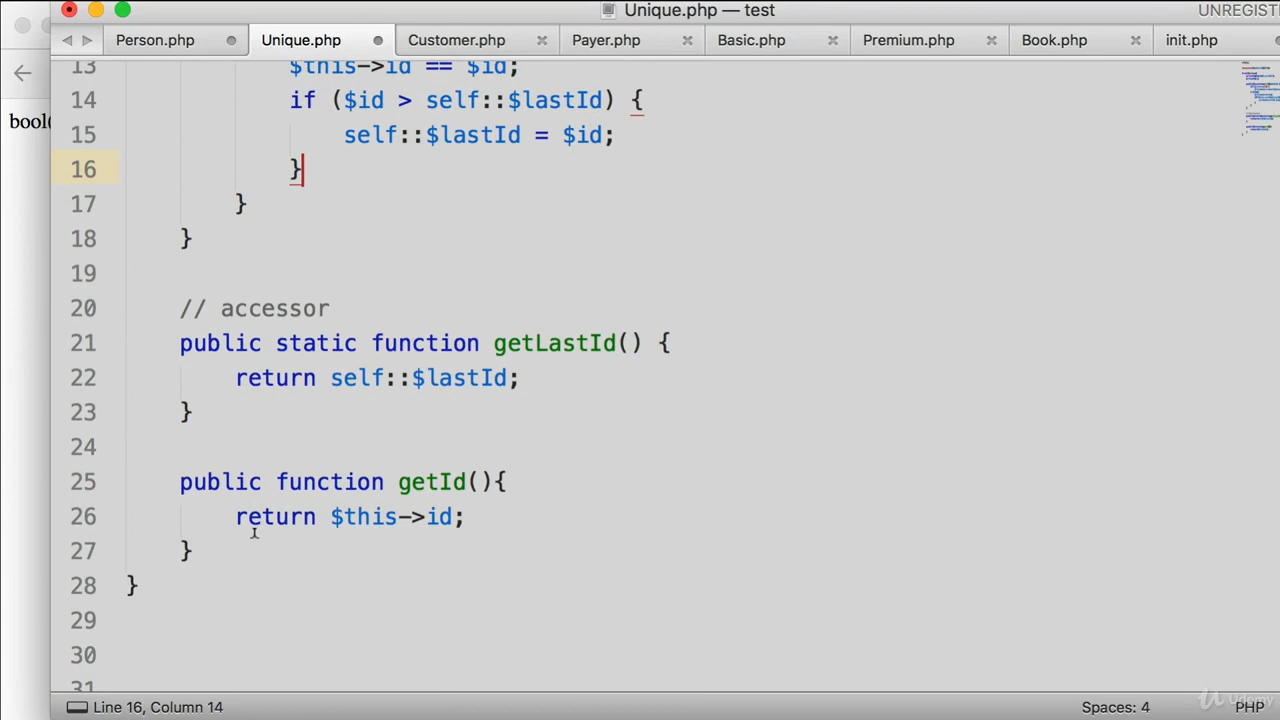 Unique.php — test
UNREGIST
Person.php Unique.php Customer.php Payer.php Basic.php Premium.php Book.php init.php
bool(
13 $this->id == $id;
14 if ($id > self::$lastId) {
15 self::$lastId = $id;
16 }
17 }
18 }
19
20 // accessor
21 public static function getLastId() {
22 return self::$lastId;
23 }
24
25 public function getId(){
26 return $this->id;
27 }
28 }
29
30
31
Line 16, Column 14
Spaces: 4
PHP
Udemy